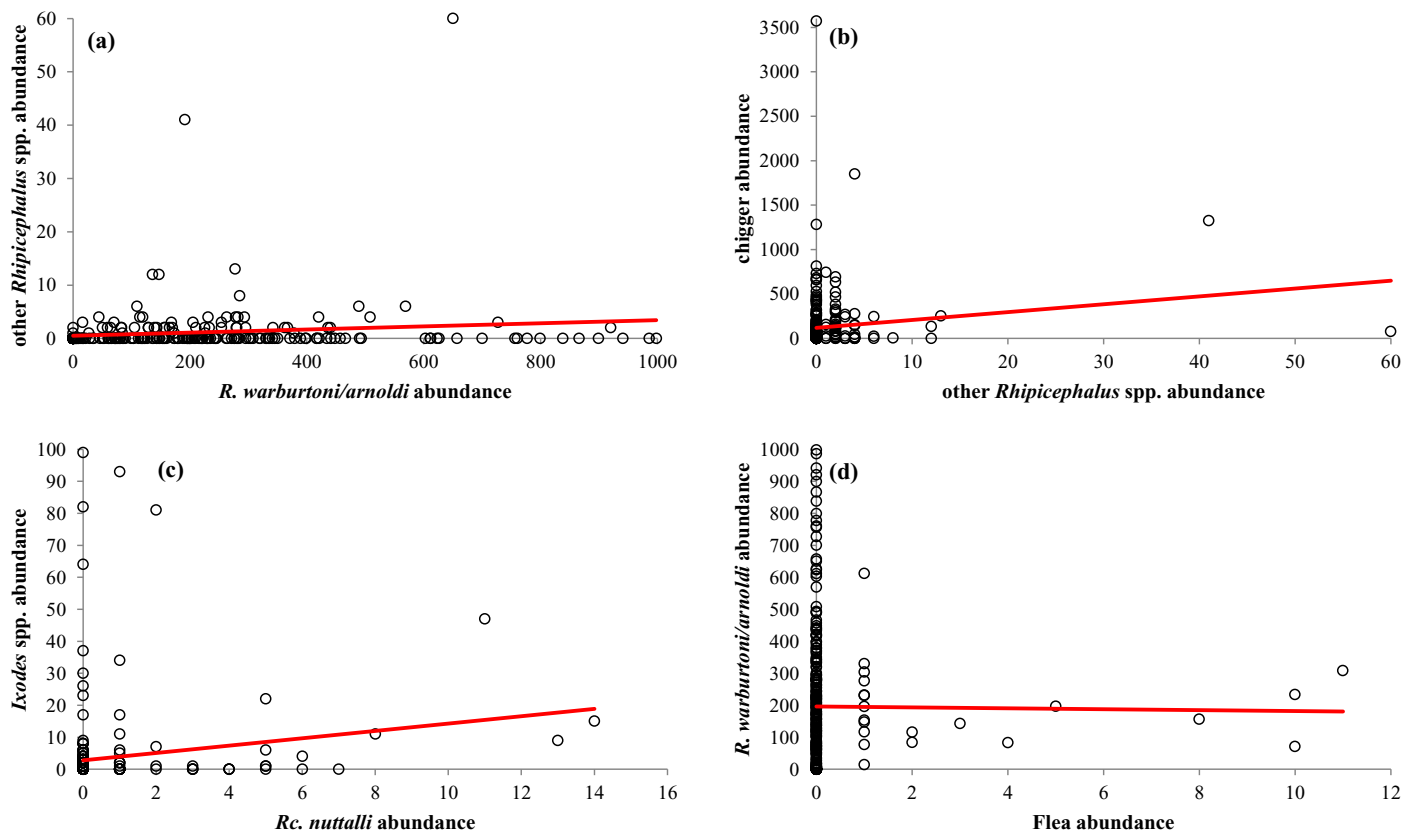 (a)
other Rhipicephalus spp. abundance
60
50
40
30
20
10
0
0 200 400 600 800 1000
R. warburtoni/arnoldi abundance
(b)
chigger abundance
3500
3000
2500
2000
1500
1000
500
0
0 10 20 30 40 50 60
other Rhipicephalus spp. abundance
(c)
Ixodes spp. abundance
100
90
80
70
60
50
40
30
20
10
0
0 2 4 6 8 10 12 14 16
Rc. nuttalli abundance
(d)
R. warburtoni/arnoldi abundance
1000
900
800
700
600
500
400
300
200
100
0
0 2 4 6 8 10 12
Flea abundance